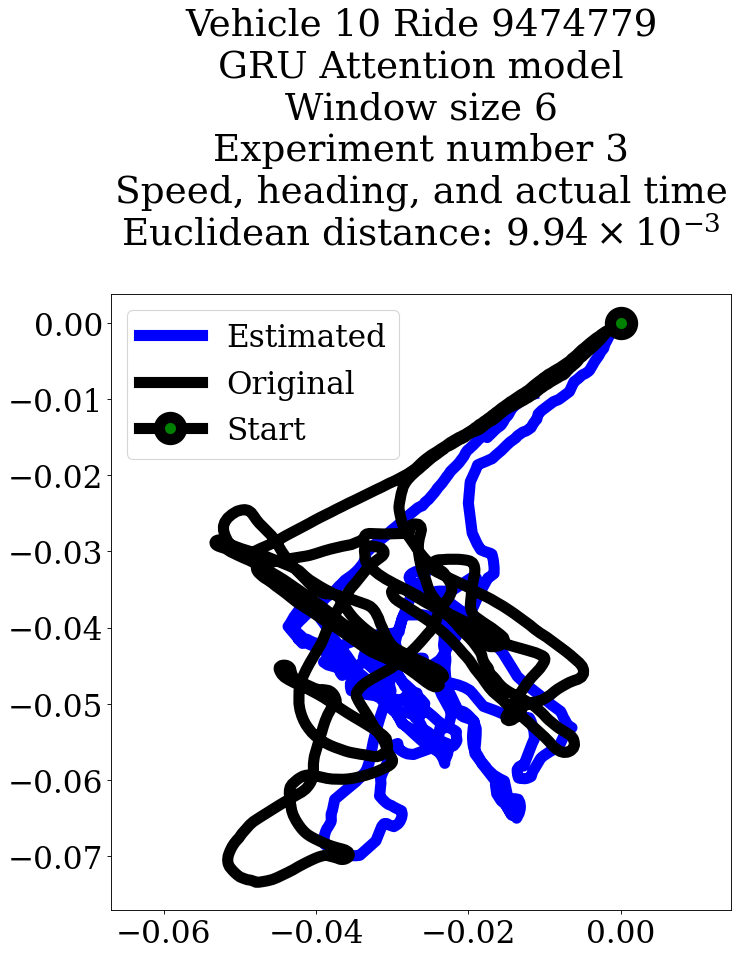 Vehicle 10 Ride 9474779
GRU Attention model
Window size 6
Experiment number 3
Speed, heading, and actual time
Euclidean distance: 9.94 × 10⁻³
Estimated
Original
Start
0.00
−0.01
−0.02
−0.03
−0.04
−0.05
−0.06
−0.07
−0.06 −0.04 −0.02 0.00